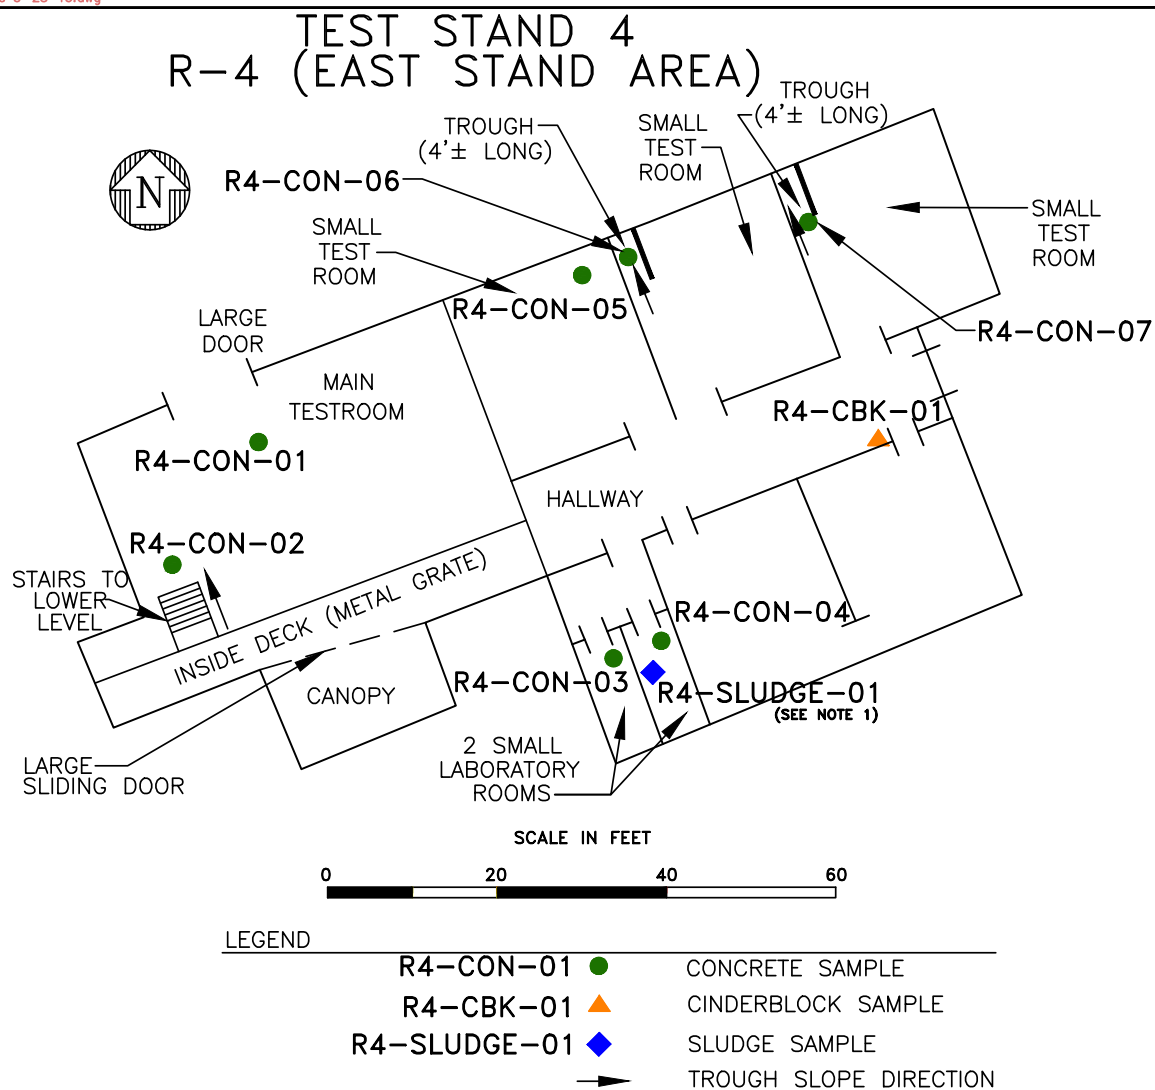 TEST STAND 4
R-4 (EAST STAND AREA)
TROUGH
(4'± LONG)
TROUGH
(4'± LONG)
SMALL
TEST
ROOM
N
R4-CON-06
SMALL
TEST
ROOM
SMALL
TEST
ROOM
R4-CON-05
LARGE
DOOR
R4-CON-07
MAIN
TESTROOM
R4-CBK-01
R4-CON-01
HALLWAY
R4-CON-02
STAIRS TO
LOWER
LEVEL
INSIDE DECK (METAL GRATE)
R4-CON-04
R4-CON-03
CANOPY
R4-SLUDGE-01
(SEE NOTE 1)
2 SMALL
LABORATORY
ROOMS
LARGE
SLIDING DOOR
SCALE IN FEET
0 20 40 60
LEGEND
R4-CON-01 CONCRETE SAMPLE
R4-CBK-01 CINDERBLOCK SAMPLE
R4-SLUDGE-01 SLUDGE SAMPLE
TROUGH SLOPE DIRECTION